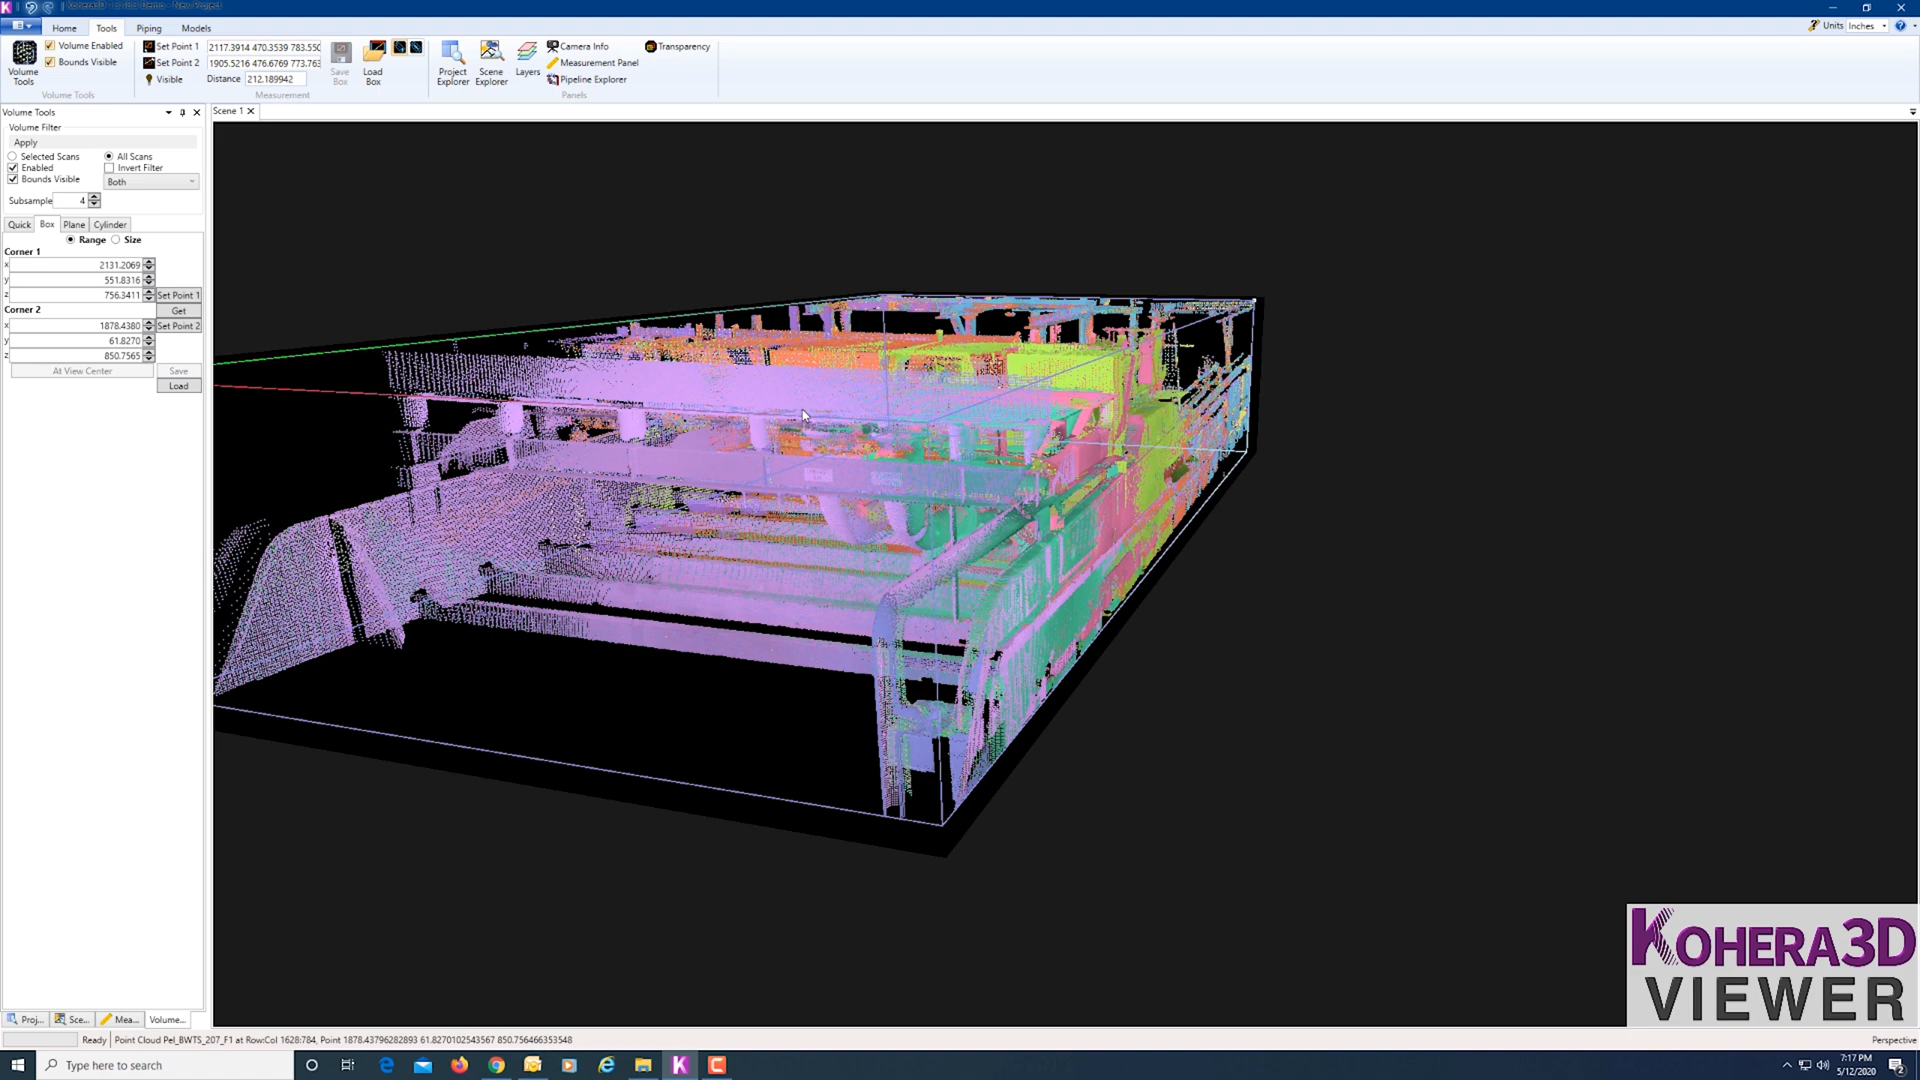 Kohera3D - New Project
Home Tools Piping Models
Units Inches
Volume Tools
Volume Enabled
Bounds Visible
Volume Tools
Set Point 1 2117.3914 470.3539 783.550
Set Point 2 1905.5216 476.6769 773.763
Visible Distance 212.189942
Save Box
Load Box
Measurement
Project Explorer
Scene Explorer
Layers
Camera Info
Measurement Panel
Pipeline Explorer
Transparency
Panels
Volume Tools
Scene 1
Volume Filter
Apply
Selected Scans All Scans
Enabled Invert Filter
Bounds Visible Both
Subsample 4
Quick Box Plane Cylinder
Range Size
Corner 1
x 2131.2069
y 551.8316
z 756.3411 Set Point 1
Corner 2 Get
x 1878.4380 Set Point 2
y 61.8270
z 850.7565
At View Center Save
Load
KOHERA3D
VIEWER
Proj... Sce... Mea... Volume...
Ready Point Cloud Pel_BWTS_207_F1 at Row:Col 1628:784, Point 1878.43796282893 61.8270102543567 850.756466353548
Perspective
Type here to search
7:17 PM
5/12/2020
2